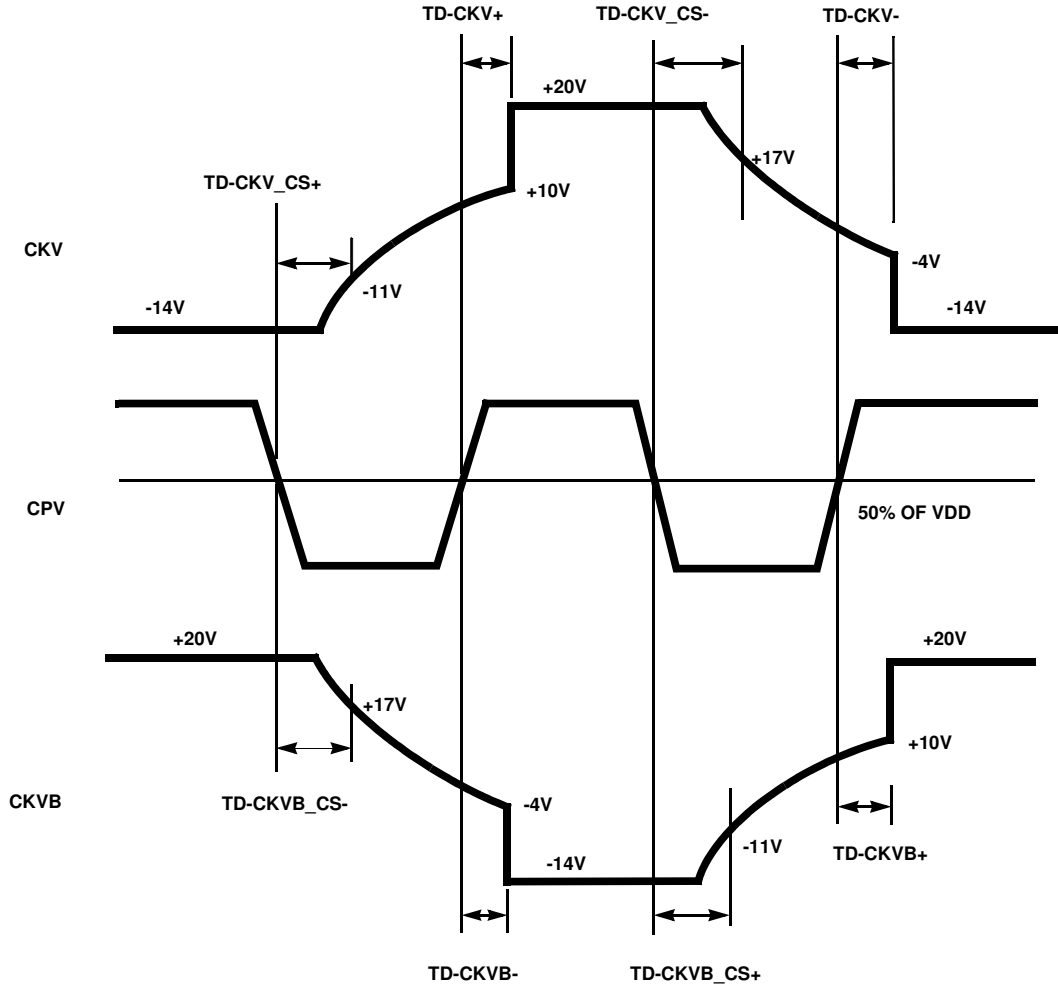 TD-CKV+
TD-CKV_CS-
TD-CKV-
+20V
+17V
TD-CKV_CS+
+10V
CKV
-4V
-11V
-14V
-14V
CPV
50% OF VDD
+20V
+20V
+17V
+10V
CKVB
TD-CKVB_CS-
-4V
-11V
TD-CKVB+
-14V
TD-CKVB-
TD-CKVB_CS+